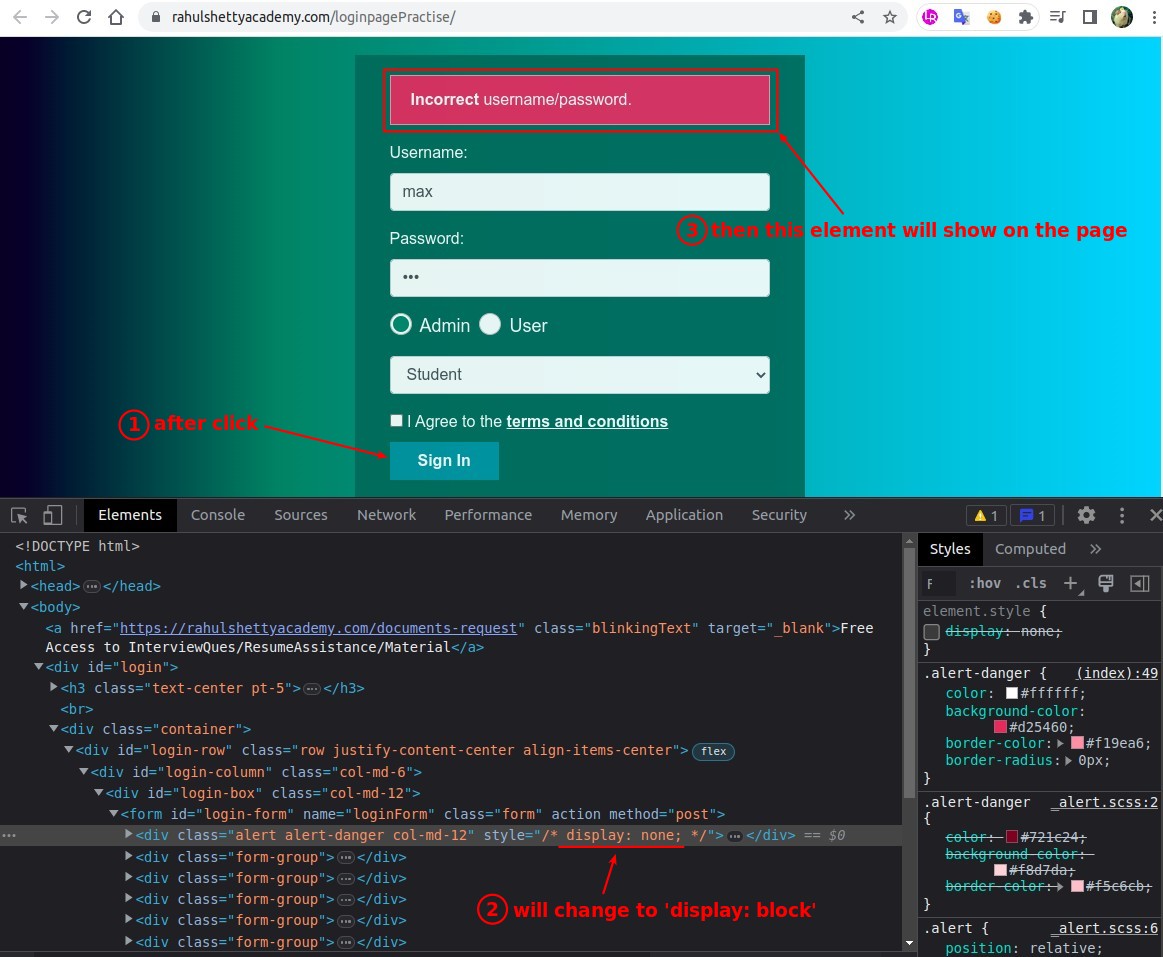 rahulshettyacademy.com/loginpagePractise/
Incorrect username/password.
Username:
max
③ then this element will show on the page
Password:
•••
Admin User
Student
① after click
I Agree to the terms and conditions
Sign In
Elements Console Sources Network Performance Memory Application Security » 1 1
<!DOCTYPE html>
<html>
<head> ⋯ </head>
<body>
<a href="https://rahulshettyacademy.com/documents-request" class="blinkingText" target="_blank">Free
Access to InterviewQues/ResumeAssistance/Material</a>
<div id="login">
<h3 class="text-center pt-5"> ⋯ </h3>
<br>
<div class="container">
<div id="login-row" class="row justify-content-center align-items-center"> flex
<div id="login-column" class="col-md-6">
<div id="login-box" class="col-md-12">
<form id="login-form" name="loginForm" class="form" action method="post">
<div class="alert alert-danger col-md-12" style="/* display: none; */"> ⋯ </div> == $0
<div class="form-group"> ⋯ </div>
<div class="form-group"> ⋯ </div>
<div class="form-group"> ⋯ </div>
<div class="form-group"> ⋯ </div>
<div class="form-group"> ⋯ </div>
② will change to 'display: block'
Styles Computed »
F :hov .cls +
element.style {
display: none;
}
.alert-danger { (index):49
color: #ffffff;
background-color:
#d25460;
border-color: #f19ea6;
border-radius: 0px;
}
.alert-danger _alert.scss:2
{
color: #721c24;
background-color:
#f8d7da;
border-color: #f5c6cb;
}
.alert { _alert.scss:6
position: relative;